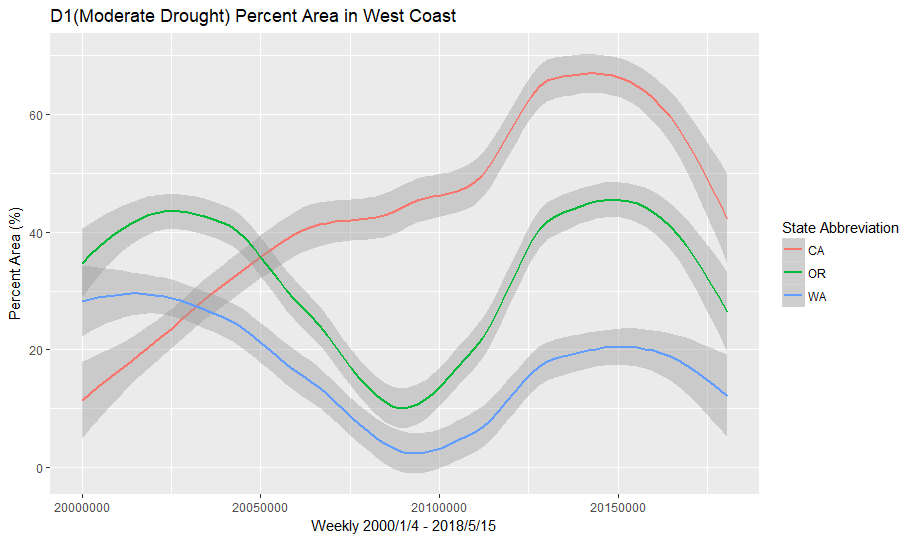 D1(Moderate Drought) Percent Area in West Coast
Percent Area (%)
60
40
20
0
20000000 20050000 20100000 20150000
Weekly 2000/1/4 - 2018/5/15
State Abbreviation
CA
OR
WA